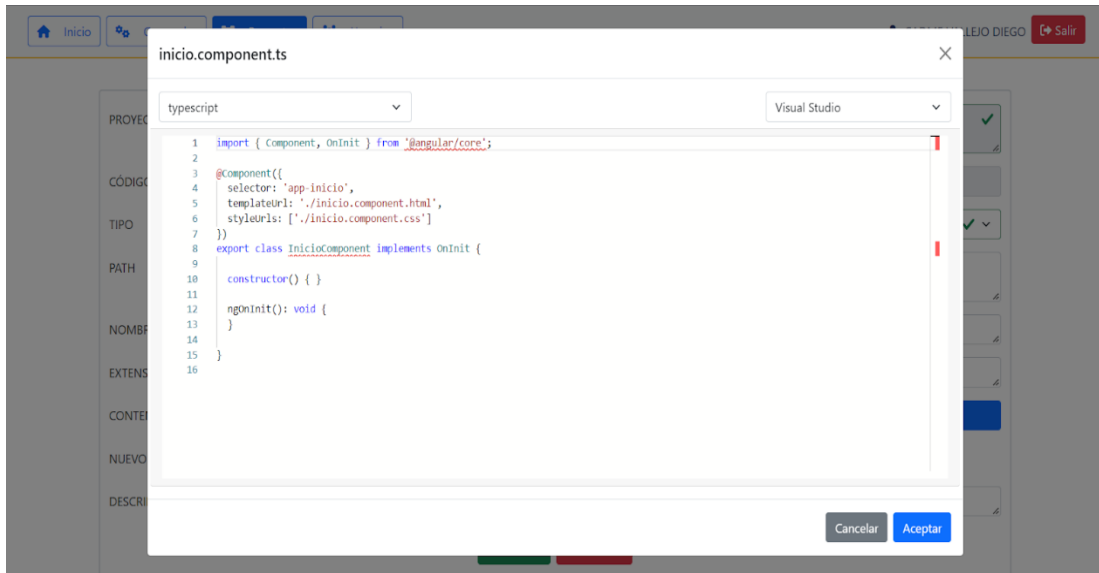 Inicio
LEJO DIEGO
Salir
inicio.component.ts
typescript
Visual Studio
PROYEC
CÓDIGO
TIPO
PATH
NOMBR
EXTENS
CONTEN
NUEVO
DESCRI
1 import { Component, OnInit } from '@angular/core';
2
3 @Component({
4 selector: 'app-inicio',
5 templateUrl: './inicio.component.html',
6 styleUrls: ['./inicio.component.css']
7 })
8 export class InicioComponent implements OnInit {
9
10 constructor() { }
11
12 ngOnInit(): void {
13 }
14
15 }
16
Cancelar
Aceptar